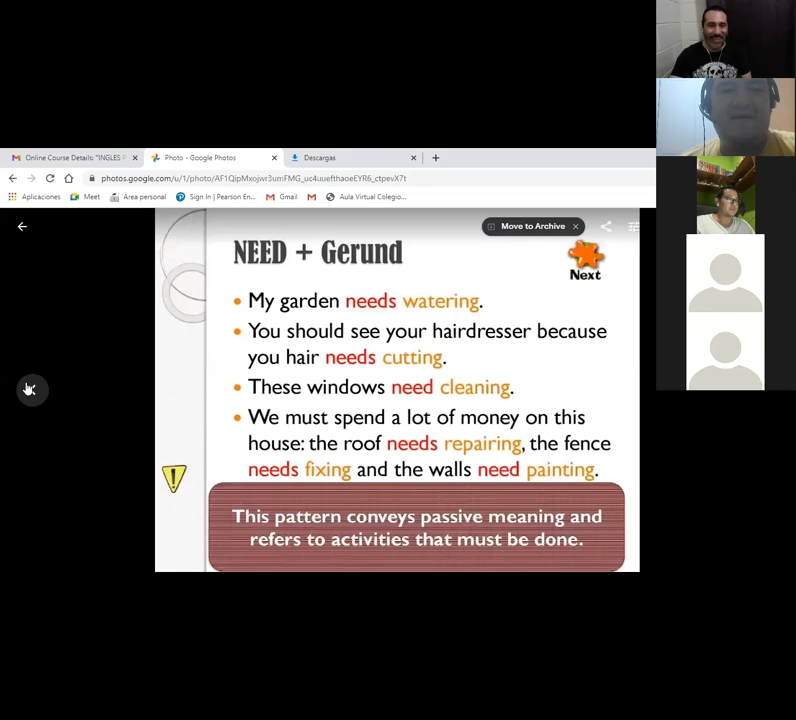 Online Course Details: "INGLES P
Photo - Google Photos
Descargas
photos.google.com/u/1/photo/AF1QipMxojwr3umFMG_uc4uuefthaoeEYR6_ctpevX7t
Aplicaciones
Meet
Área personal
Sign In | Pearson En...
Gmail
Aula Virtual Colegio...
Move to Archive
NEED + Gerund
Next
• My garden needs watering.
• You should see your hairdresser because
you hair needs cutting.
• These windows need cleaning.
• We must spend a lot of money on this
house: the roof needs repairing, the fence
needs fixing and the walls need painting.
This pattern conveys passive meaning and
refers to activities that must be done.